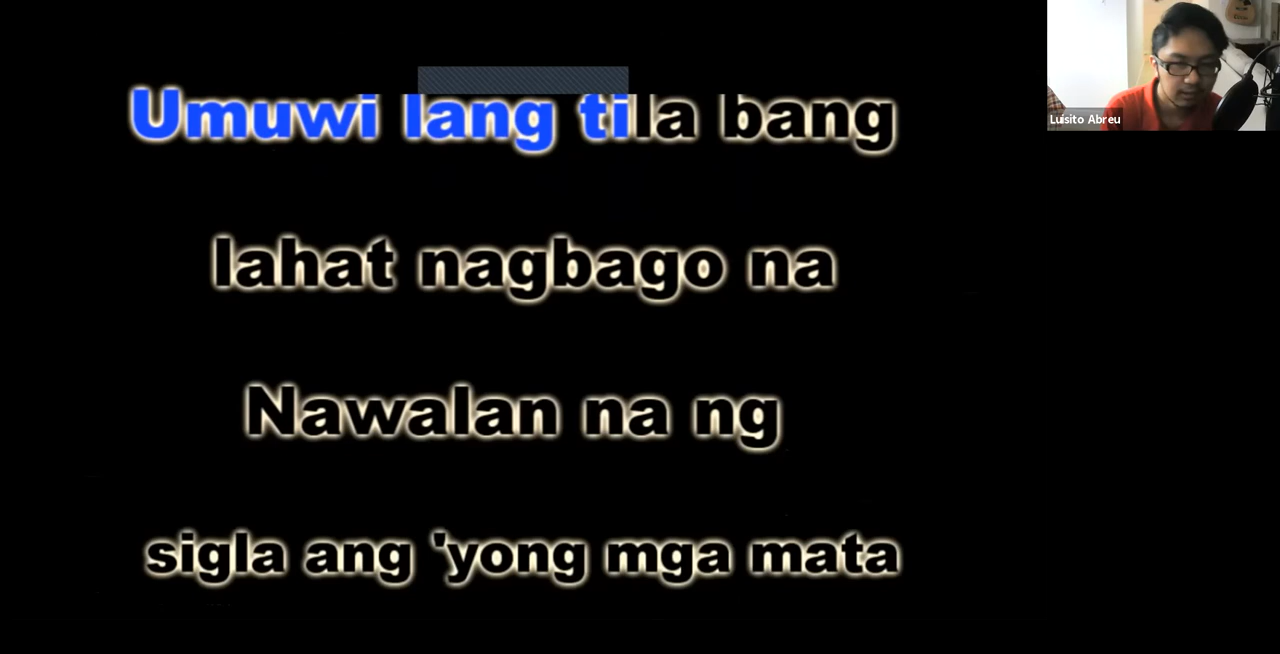 Umuwi lang tila bang
lahat nagbago na
Nawalan na ng
sigla ang 'yong mga mata
Luisito Abreu